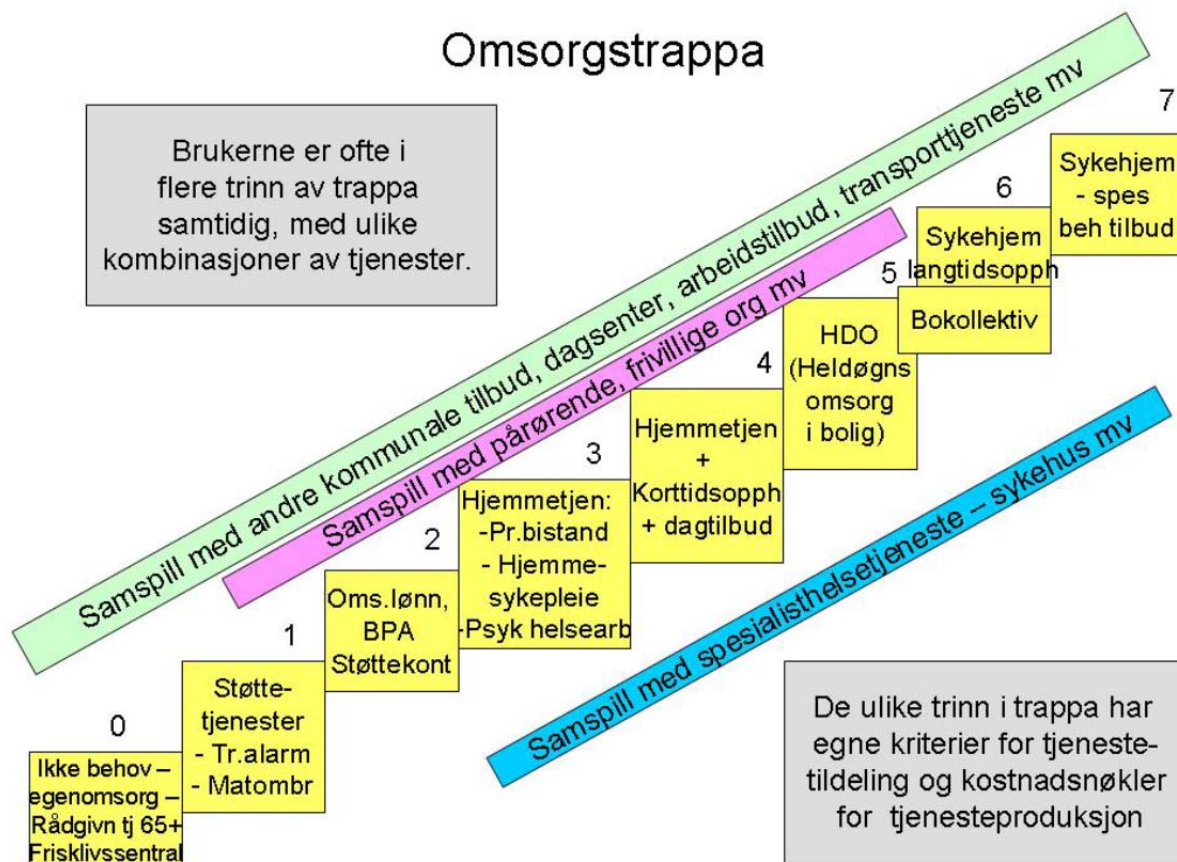 Omsorgstrappa
Brukerne er ofte i
flere trinn av trappa
samtidig, med ulike
kombinasjoner av tjenester.
Samspill med andre kommunale tilbud, dagsenter, arbeidstilbud, transporttjeneste mv
Samspill med pårørende, frivillige org mv
0
Ikke behov –
egenomsorg –
Rådgivn tj 65+
Frisklivssentral
1
Støtte-
tjenester
- Tr.alarm
- Matombr
2
Oms.lønn,
BPA
Støttekont
3
Hjemmetjen:
-Pr.bistand
- Hjemme-
sykepleie
-Psyk helsearb
4
Hjemmetjen
+
Korttidsopph
+ dagtilbud
5
HDO
(Heldøgns
omsorg
i bolig)
6
Sykehjem
langtidsopph
Bokollektiv
7
Sykehjem
- spes
beh tilbud
Samspill med spesialisthelsetjeneste – sykehus mv
De ulike trinn i trappa har
egne kriterier for tjeneste-
tildeling og kostnadsnøkler
for tjenesteproduksjon